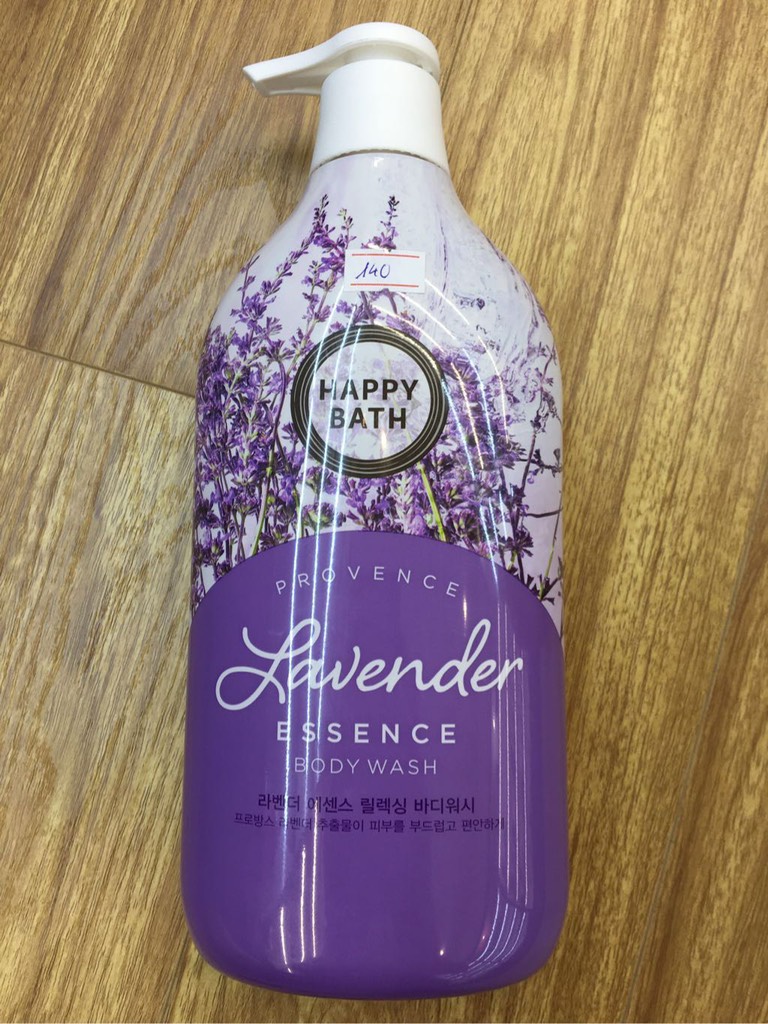 140
HAPPY
BATH
PROVENCE
Lavender
ESSENCE
BODY WASH
라벤더 에센스 릴렉싱 바디워시
프로방스 라벤더 추출물이 피부를 부드럽고 편안하게